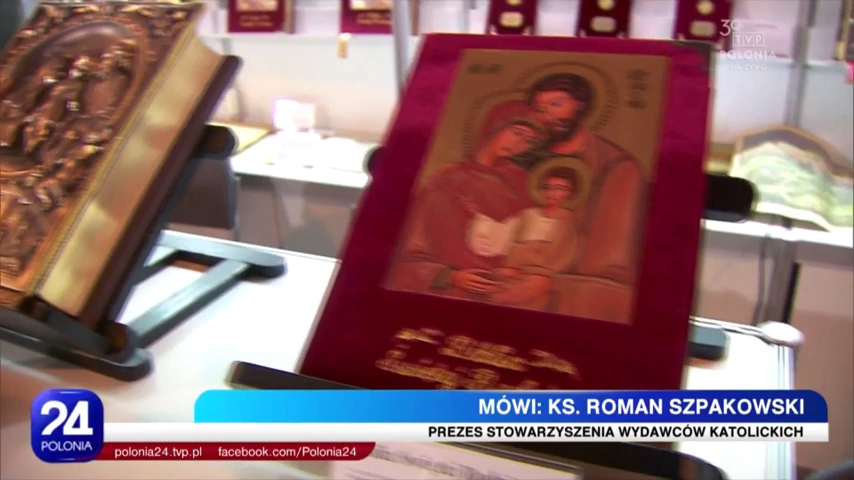 TVP
POLONIA
MÓWI: KS. ROMAN SZPAKOWSKI
PREZES STOWARZYSZENIA WYDAWCÓW KATOLICKICH
24
POLONIA
polonia24.tvp.pl facebook.com/Polonia24